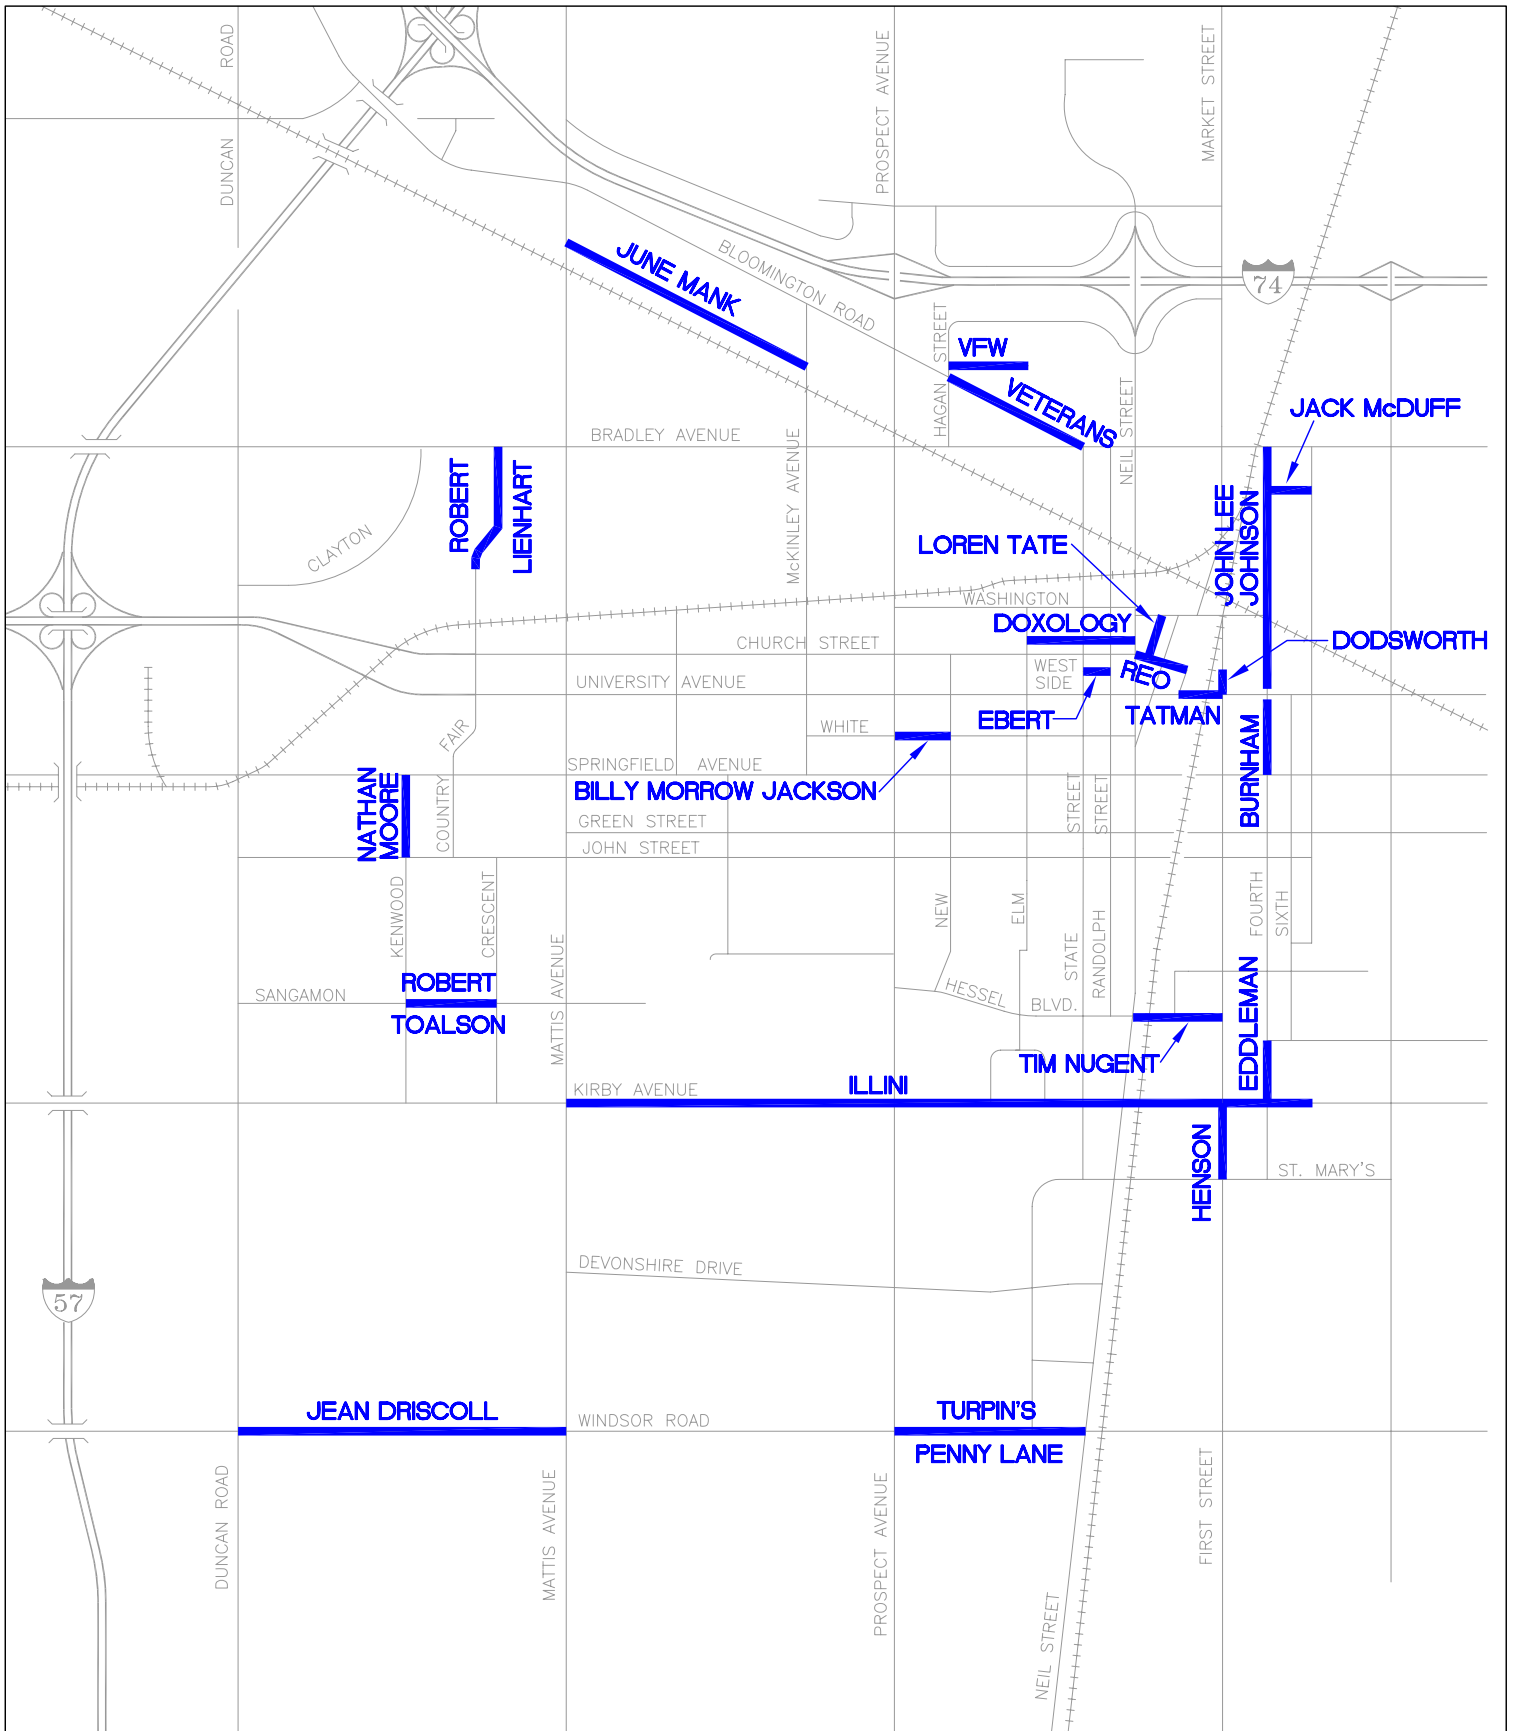 ROAD
DUNCAN
PROSPECT AVENUE
MARKET STREET
JUNE MANK
BLOOMINGTON ROAD
74
HAGAN STREET
VFW
VETERANS
NEIL STREET
JACK McDUFF
BRADLEY AVENUE
McKINLEY AVENUE
ROBERT
LIENHART
CLAYTON
JOHN LEE
JOHNSON
LOREN TATE
WASHINGTON
DOXOLOGY
CHURCH STREET
DODSWORTH
WEST
SIDE
REO
UNIVERSITY AVENUE
EBERT
TATMAN
WHITE
FAIR
COUNTRY
SPRINGFIELD AVENUE
BILLY MORROW JACKSON
BURNHAM
NATHAN
MOORE
GREEN STREET
JOHN STREET
STREET
STREET
KENWOOD
CRESCENT
NEW
ELM
STATE
RANDOLPH
FOURTH
SIXTH
MATTIS AVENUE
ROBERT
TOALSON
SANGAMON
HESSEL BLVD.
EDDLEMAN
TIM NUGENT
KIRBY AVENUE
ILLINI
HENSON
ST. MARY'S
DEVONSHIRE DRIVE
57
JEAN DRISCOLL
WINDSOR ROAD
TURPIN'S
PENNY LANE
DUNCAN ROAD
MATTIS AVENUE
PROSPECT AVENUE
NEIL STREET
FIRST STREET